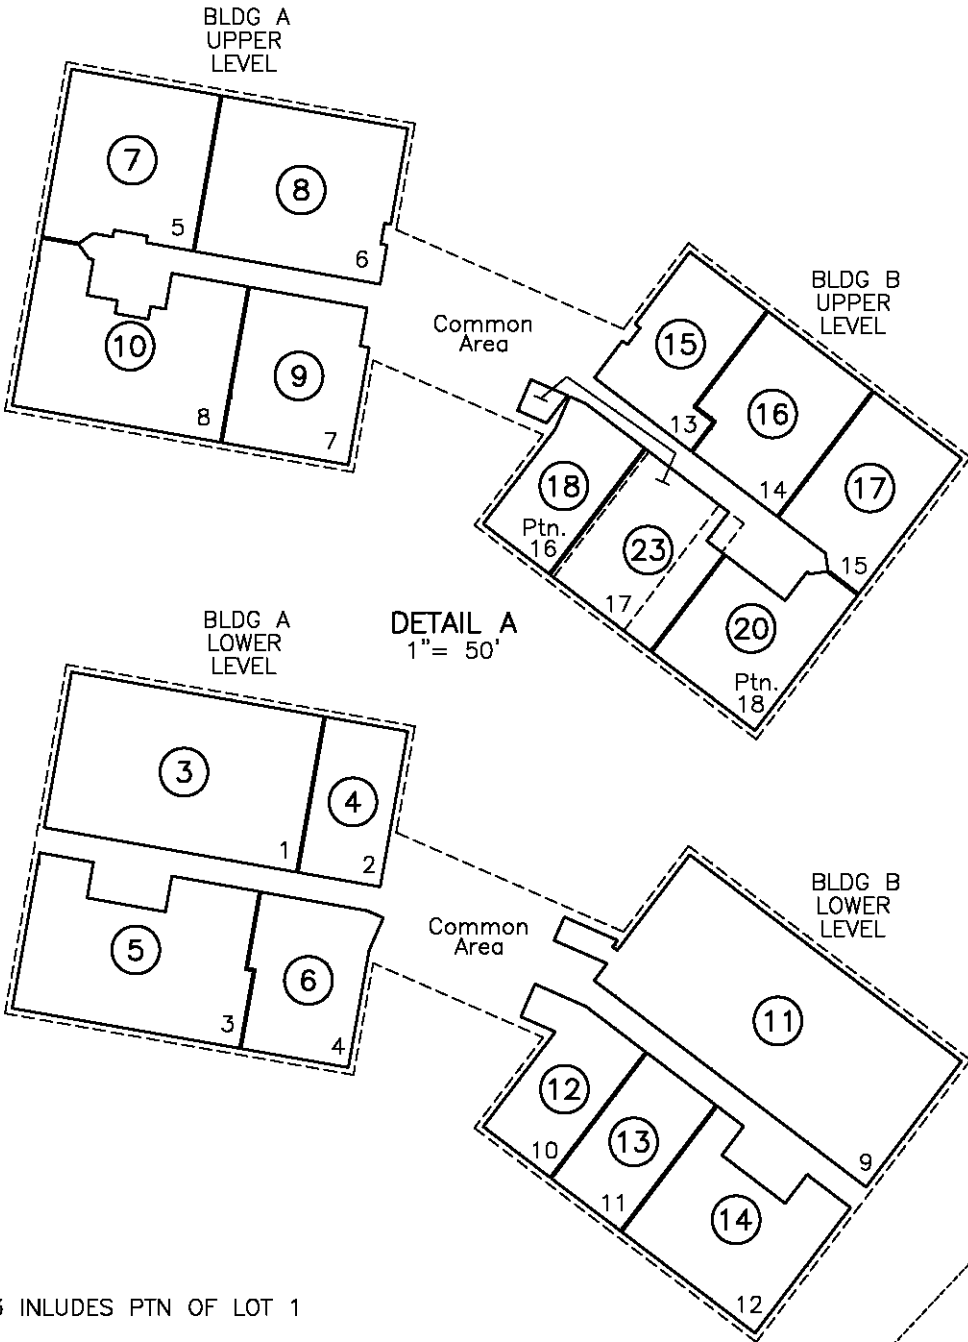 BLDG A
UPPER
LEVEL
7
8
5
6
10
9
8
7
Common
Area
BLDG B
UPPER
LEVEL
15
16
13
17
14
18
Ptn.
16
23
15
17
20
Ptn.
18
DETAIL A
1"= 50'
BLDG A
LOWER
LEVEL
3
4
1
2
5
6
3
4
Common
Area
BLDG B
LOWER
LEVEL
11
12
13
10
9
11
14
12
INLUDES PTN OF LOT 1